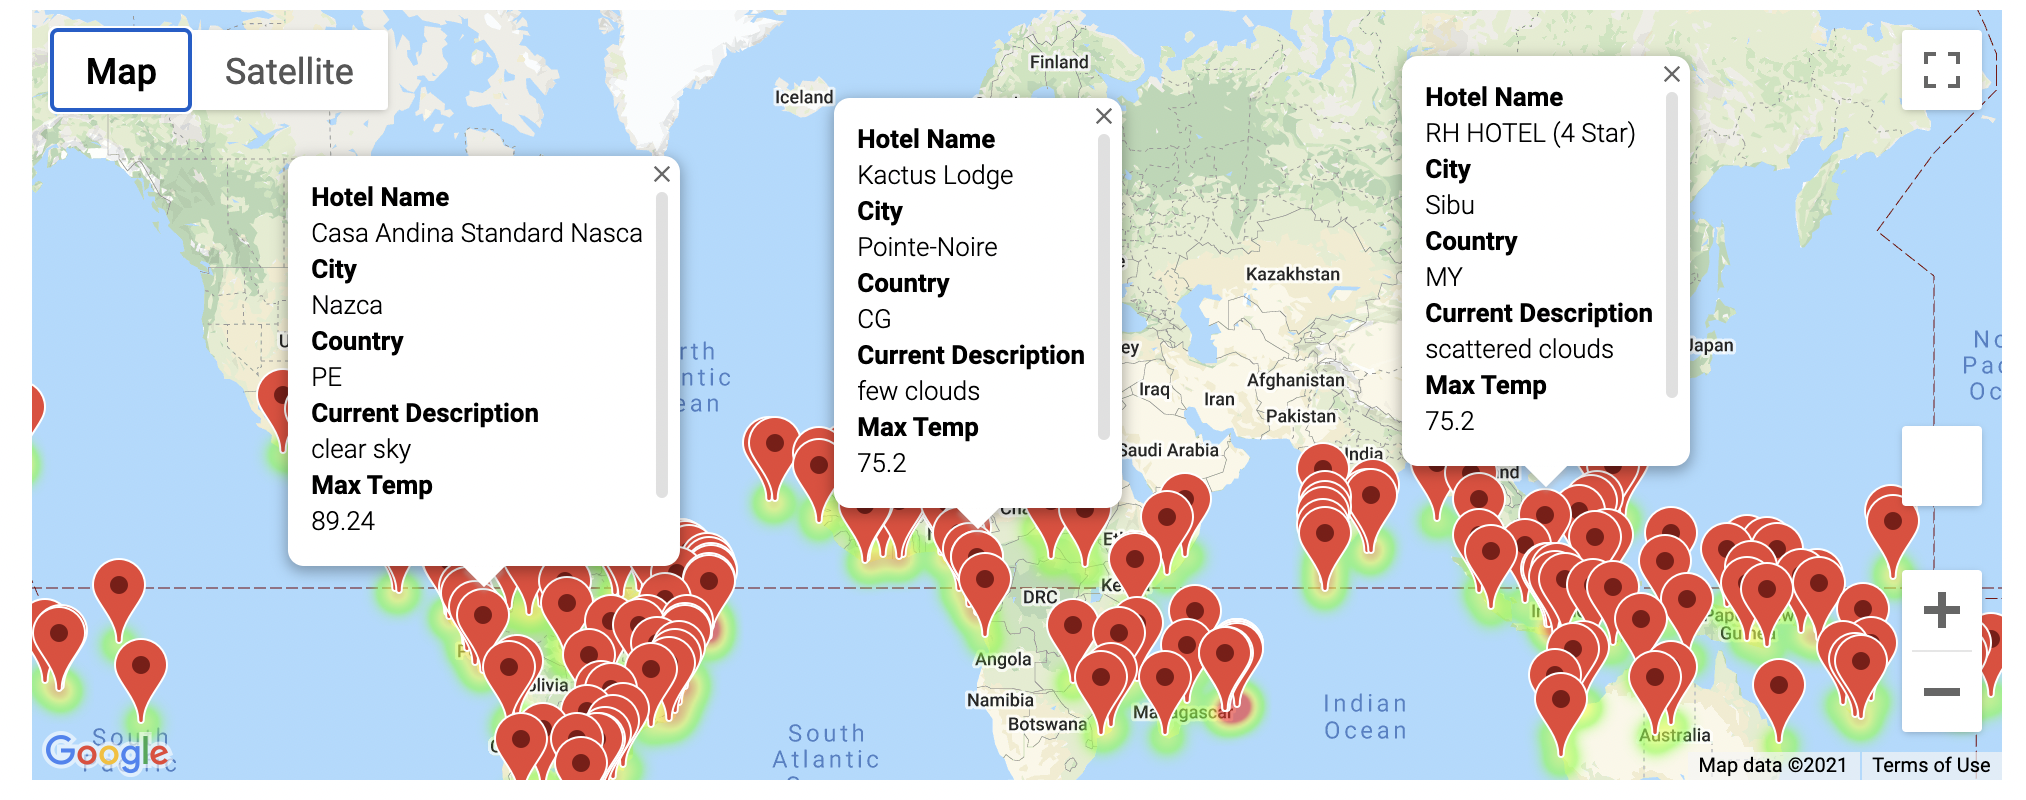 Map
Satellite
Finland
Iceland
Hotel Name
Casa Andina Standard Nasca
City
Nazca
Country
PE
Current Description
clear sky
Max Temp
89.24
Hotel Name
Kactus Lodge
City
Pointe-Noire
Country
CG
Current Description
few clouds
Max Temp
75.2
Hotel Name
RH HOTEL (4 Star)
City
Sibu
Country
MY
Current Description
scattered clouds
Max Temp
75.2
Kazakhstan
Japan
Iraq
Iran
Afghanistan
Pakistan
Saudi Arabia
India
DRC
Angola
Namibia
Botswana
Madagascar
Indian
Ocean
South
Atlantic
South
Pacific
Australia
Google
Map data ©2021
Terms of Use